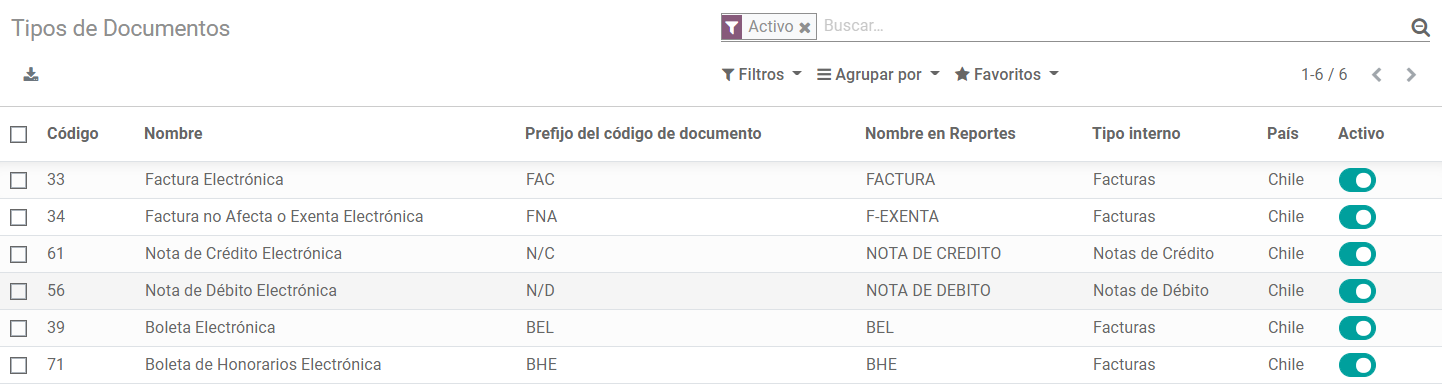 Tipos de Documentos
Activo Buscar...
Filtros Agrupar por Favoritos 1-6 / 6
Código Nombre Prefijo del código de documento Nombre en Reportes Tipo interno País Activo
33 Factura Electrónica FAC FACTURA Facturas Chile
34 Factura no Afecta o Exenta Electrónica FNA F-EXENTA Facturas Chile
61 Nota de Crédito Electrónica N/C NOTA DE CREDITO Notas de Crédito Chile
56 Nota de Débito Electrónica N/D NOTA DE DEBITO Notas de Débito Chile
39 Boleta Electrónica BEL BEL Facturas Chile
71 Boleta de Honorarios Electrónica BHE BHE Facturas Chile